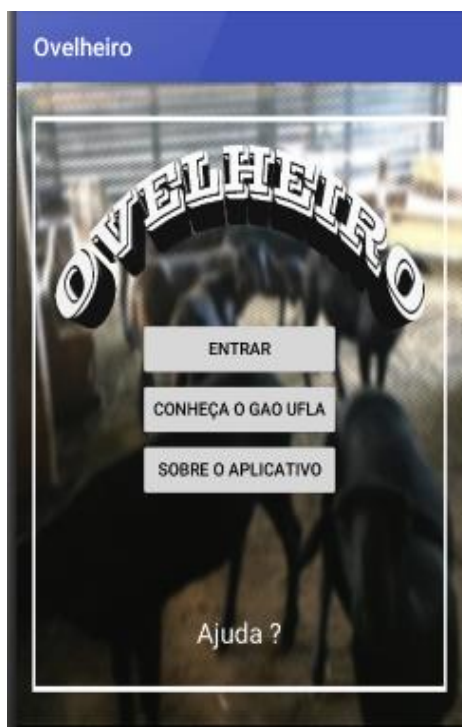 Ovelheiro
OVELHEIRO
ENTRAR
CONHEÇA O GAO UFLA
SOBRE O APLICATIVO
Ajuda ?